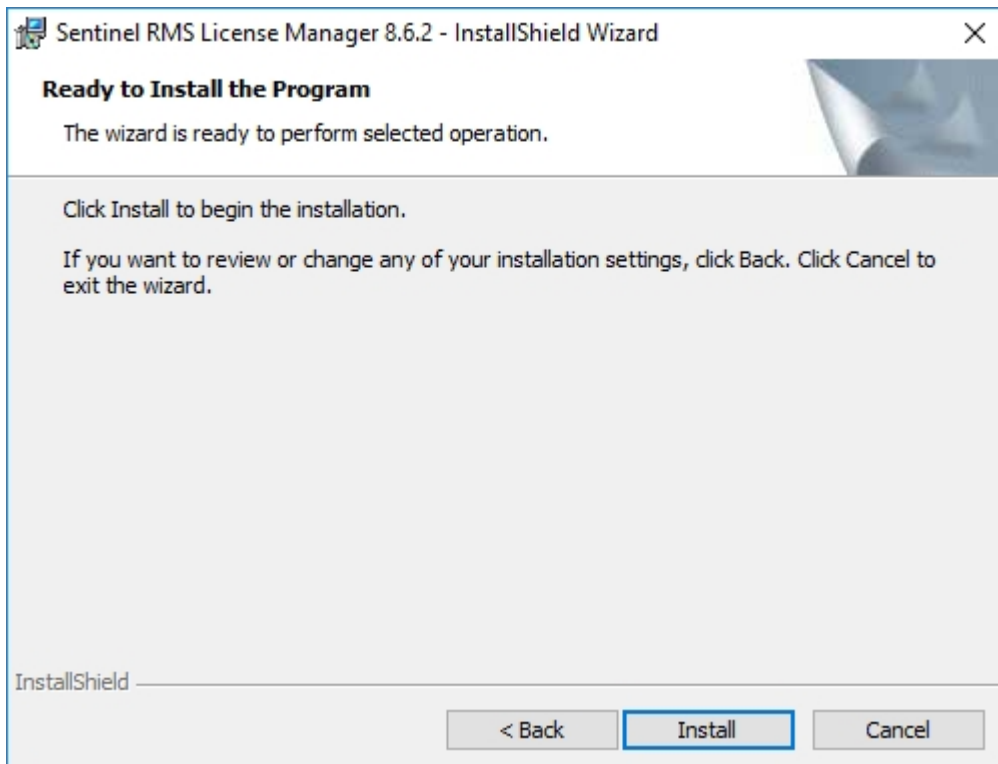 Sentinel RMS License Manager 8.6.2 - InstallShield Wizard
Ready to Install the Program
The wizard is ready to perform selected operation.
Click Install to begin the installation.
If you want to review or change any of your installation settings, click Back. Click Cancel to
exit the wizard.
InstallShield
< Back Install Cancel